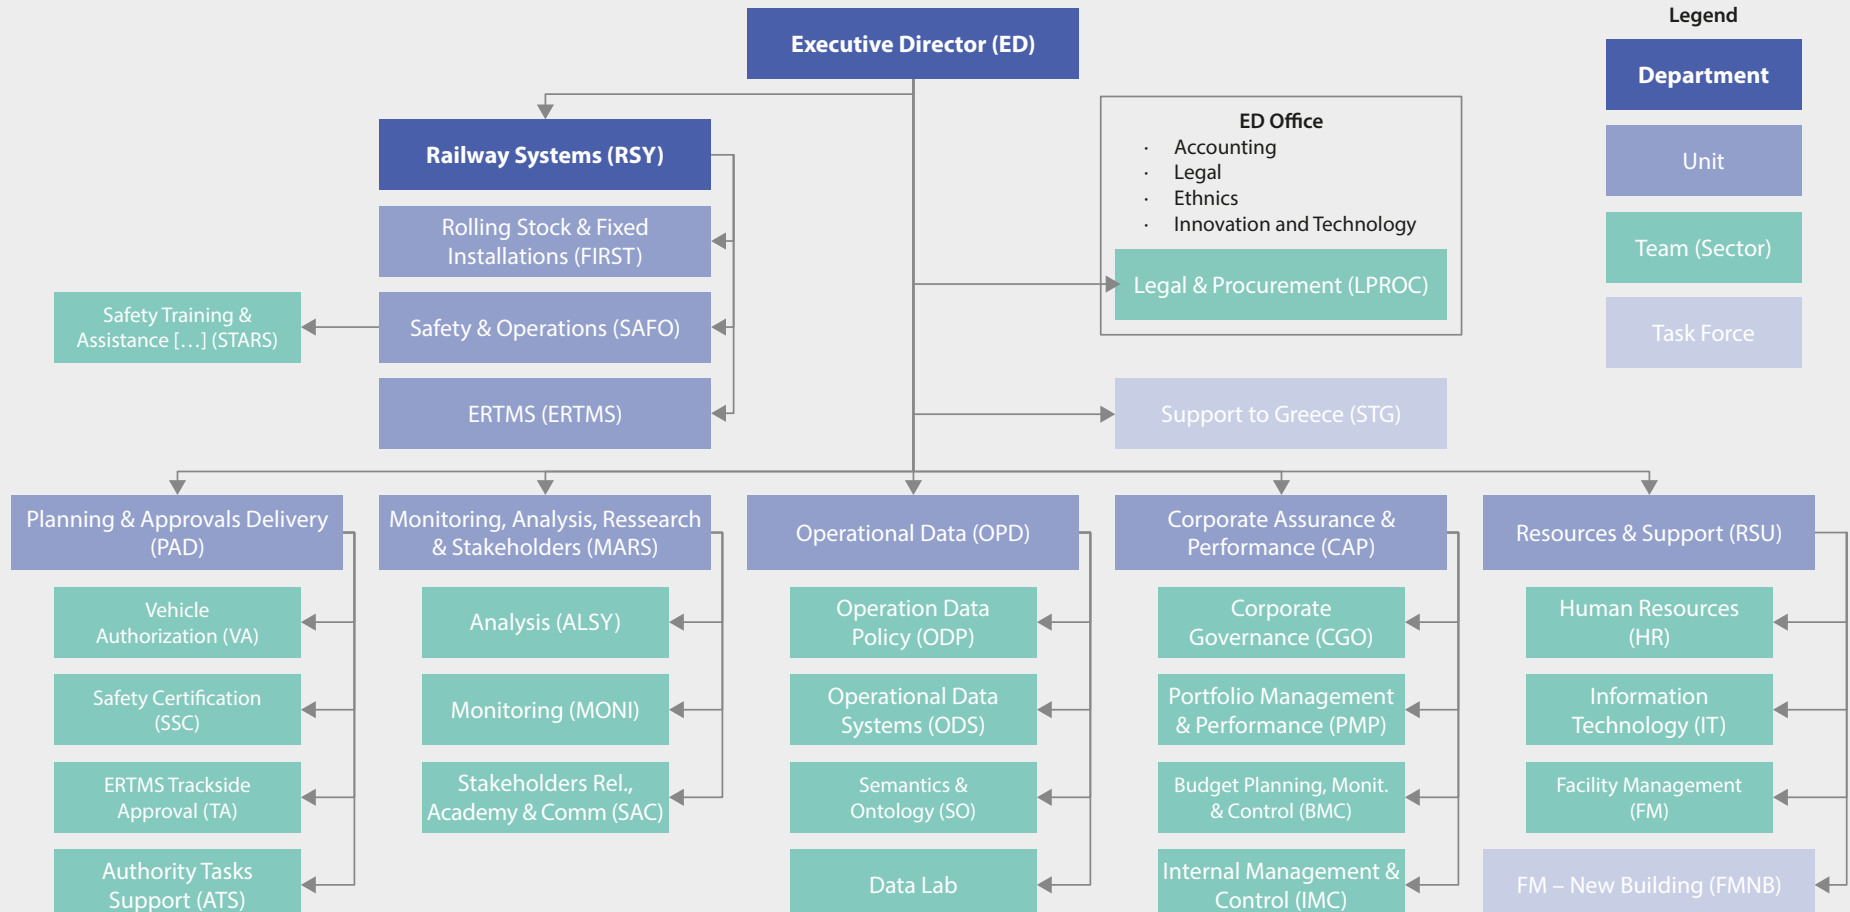 Legend
Executive Director (ED)
Department
ED Office
· Accounting
· Legal
· Ethnics
· Innovation and Technology
Railway Systems (RSY)
Unit
Rolling Stock & Fixed
Installations (FIRST)
Team (Sector)
Legal & Procurement (LPROC)
Safety Training &
Assistance […] (STARS)
Safety & Operations (SAFO)
Task Force
ERTMS (ERTMS)
Support to Greece (STG)
Planning & Approvals Delivery
(PAD)
Monitoring, Analysis, Ressearch
& Stakeholders (MARS)
Operational Data (OPD)
Corporate Assurance &
Performance (CAP)
Resources & Support (RSU)
Vehicle
Authorization (VA)
Analysis (ALSY)
Operation Data
Policy (ODP)
Corporate
Governance (CGO)
Human Resources
(HR)
Safety Certification
(SSC)
Monitoring (MONI)
Operational Data
Systems (ODS)
Portfolio Management
& Performance (PMP)
Information
Technology (IT)
ERTMS Trackside
Approval (TA)
Stakeholders Rel.,
Academy & Comm (SAC)
Semantics &
Ontology (SO)
Budget Planning, Monit.
& Control (BMC)
Facility Management
(FM)
Authority Tasks
Support (ATS)
Data Lab
Internal Management &
Control (IMC)
FM – New Building (FMNB)